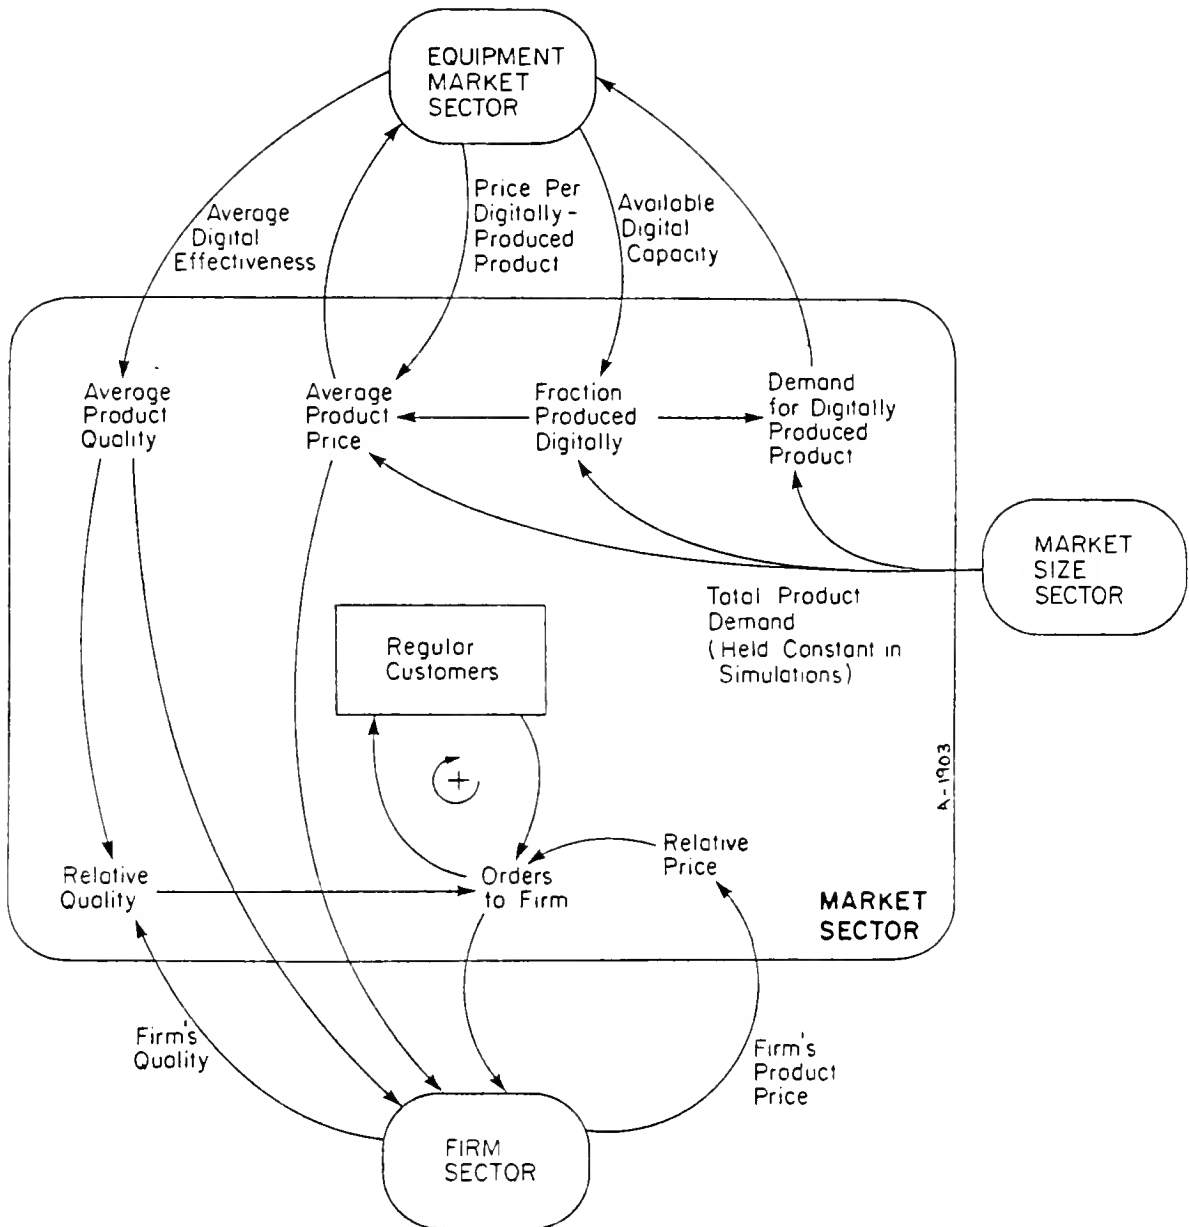 EQUIPMENT
MARKET
SECTOR
Average
Digital
Effectiveness
Price Per
Digitally-
Produced
Product
Available
Digital
Capacity
Average
Product
Quality
Average
Product
Price
Fraction
Produced
Digitally
Demand
for Digitally
Produced
Product
MARKET
SIZE
SECTOR
Total Product
Demand
(Held Constant in
Simulations)
Regular
Customers
+
A-1903
Relative
Quality
Orders
to Firm
Relative
Price
MARKET
SECTOR
Firm's
Quality
Firm's
Product
Price
FIRM
SECTOR